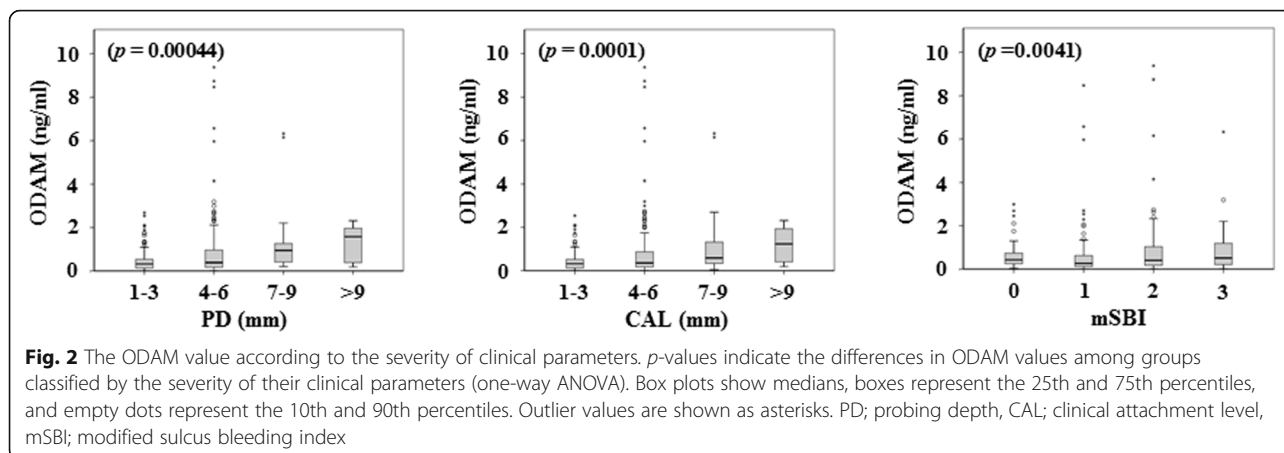 (p = 0.00044)
10
8
6
4
2
0
ODAM (ng/ml)
1-3 4-6 7-9 >9
PD (mm)
(p = 0.0001)
10
8
6
4
2
0
ODAM (ng/ml)
1-3 4-6 7-9 >9
CAL (mm)
(p =0.0041)
10
8
6
4
2
0
ODAM (ng/ml)
0 1 2 3
mSBI
Fig. 2 The ODAM value according to the severity of clinical parameters. p-values indicate the differences in ODAM values among groups
classified by the severity of their clinical parameters (one-way ANOVA). Box plots show medians, boxes represent the 25th and 75th percentiles,
and empty dots represent the 10th and 90th percentiles. Outlier values are shown as asterisks. PD; probing depth, CAL; clinical attachment level,
mSBI; modified sulcus bleeding index